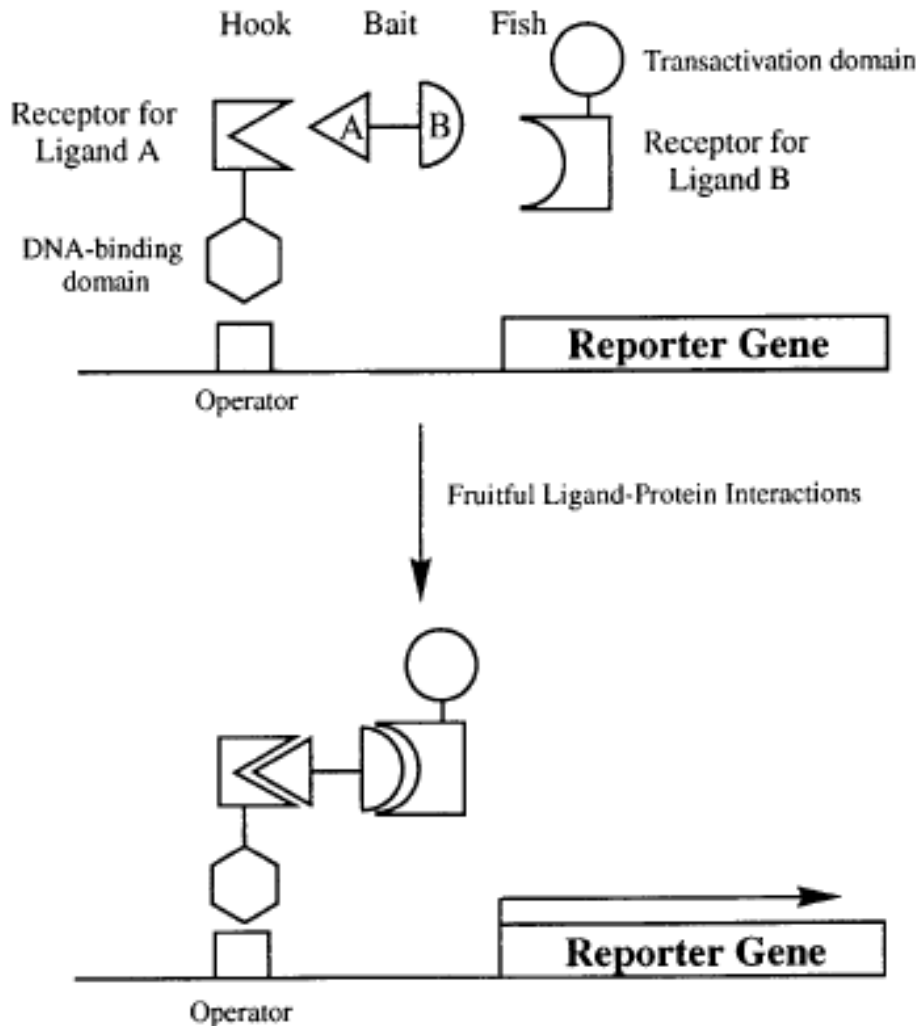 Hook Bait Fish
Transactivation domain
Receptor for
Ligand A
A B
Receptor for
Ligand B
DNA-binding
domain
Reporter Gene
Operator
Fruitful Ligand-Protein Interactions
Reporter Gene
Operator